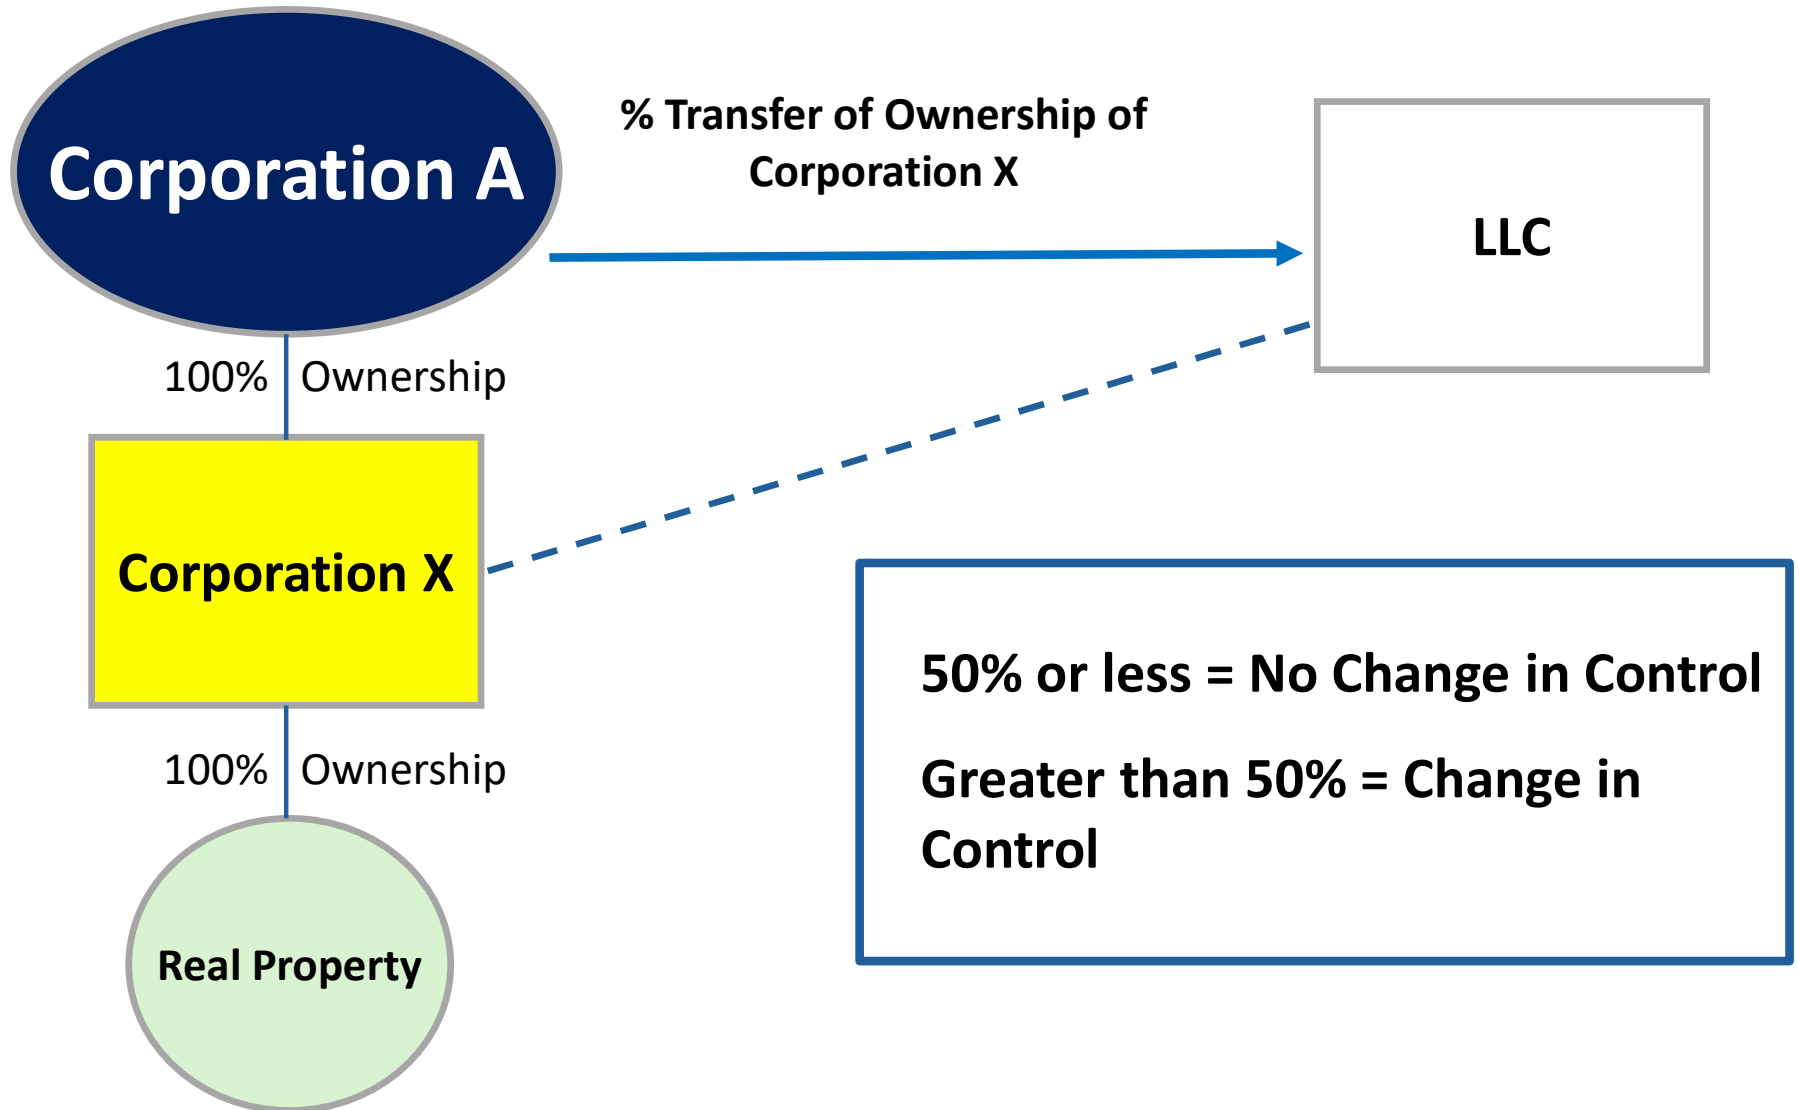 Corporation A
% Transfer of Ownership of
Corporation X
LLC
100% Ownership
Corporation X
50% or less = No Change in Control
Greater than 50% = Change in
Control
100% Ownership
Real Property